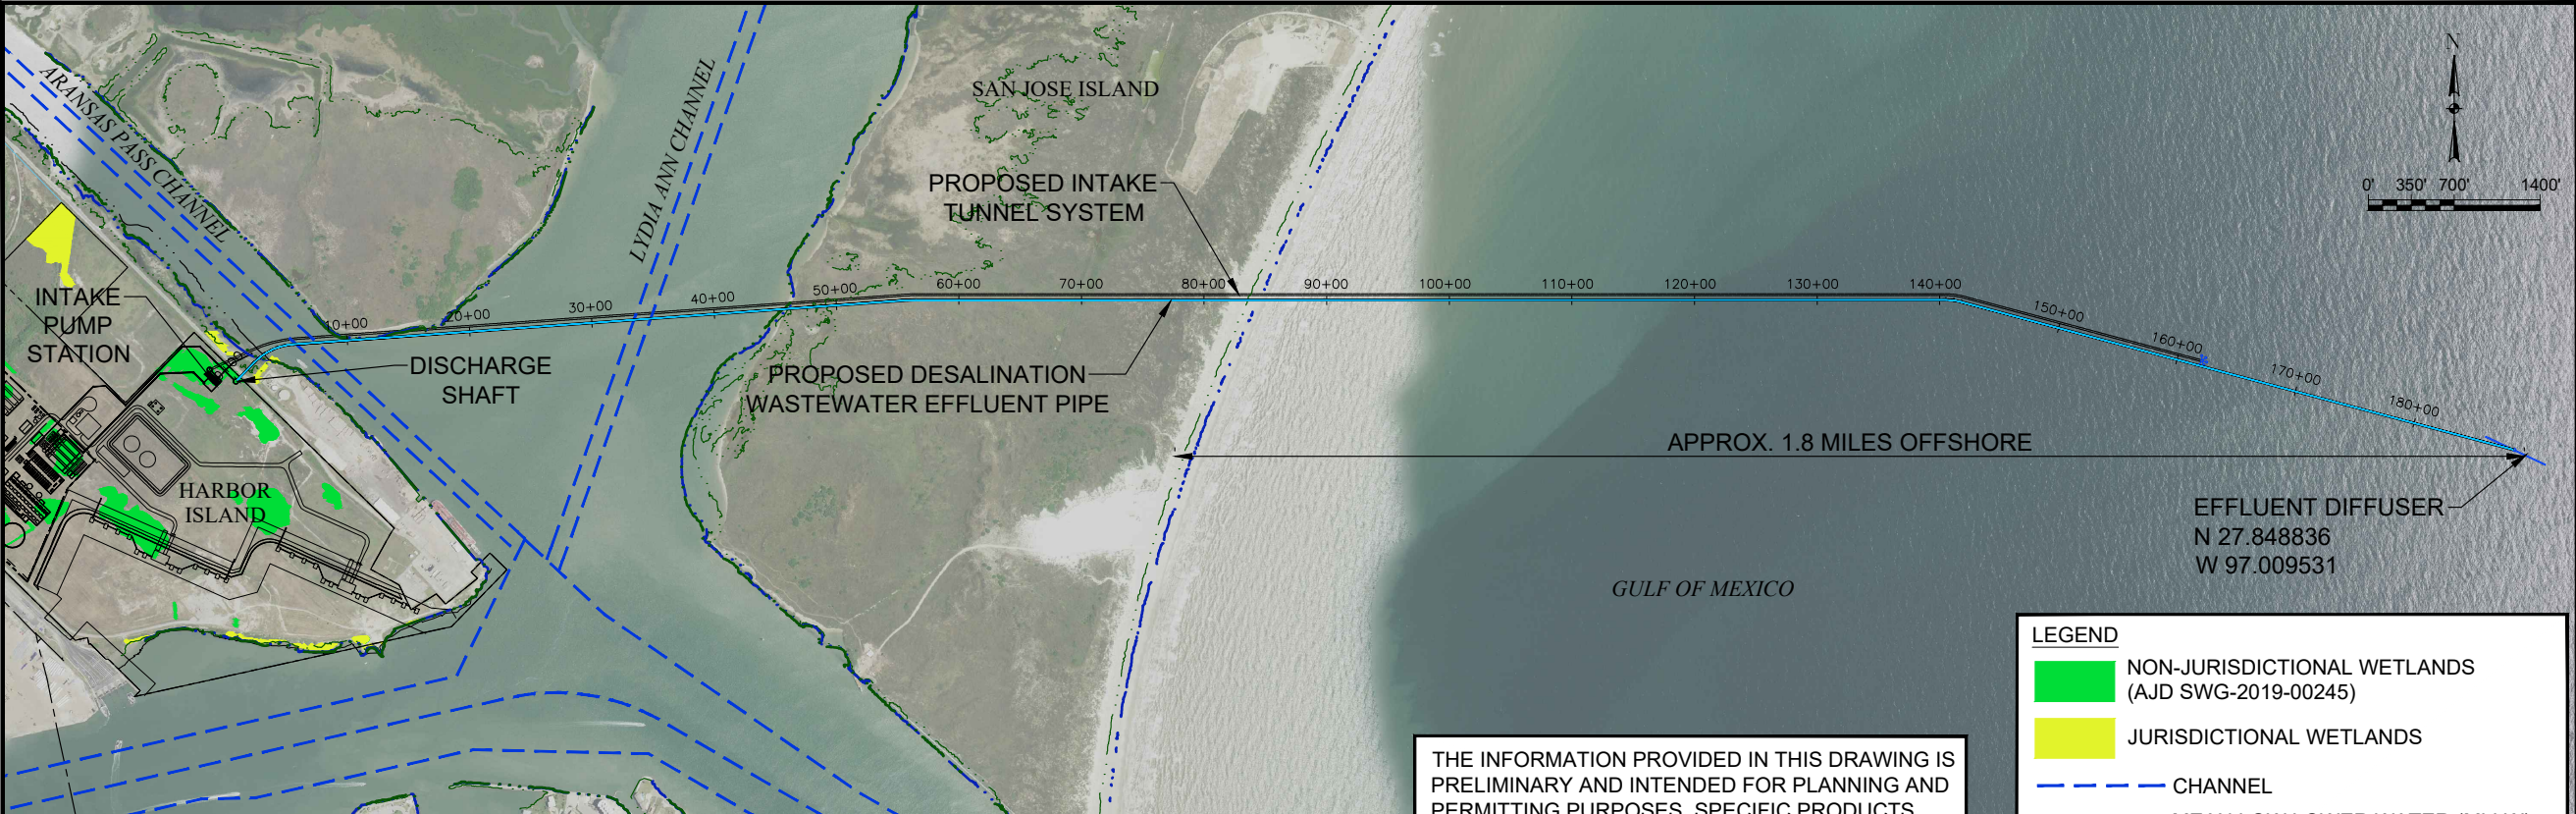 N
0' 350' 700' 1400'
SAN JOSE ISLAND
ARANSAS PASS CHANNEL
LYDIA ANN CHANNEL
PROPOSED INTAKE
TUNNEL SYSTEM
INTAKE
PUMP
STATION
10+00 20+00 30+00 40+00 50+00 60+00 70+00 80+00 90+00 100+00 110+00 120+00 130+00 140+00 150+00 160+00 170+00 180+00
DISCHARGE
SHAFT
PROPOSED DESALINATION
WASTEWATER EFFLUENT PIPE
APPROX. 1.8 MILES OFFSHORE
HARBOR
ISLAND
EFFLUENT DIFFUSER
N 27.848836
W 97.009531
GULF OF MEXICO
LEGEND
NON-JURISDICTIONAL WETLANDS
(AJD SWG-2019-00245)
JURISDICTIONAL WETLANDS
CHANNEL
THE INFORMATION PROVIDED IN THIS DRAWING IS
PRELIMINARY AND INTENDED FOR PLANNING AND
PERMITTING PURPOSES. SPECIFIC PRODUCTS